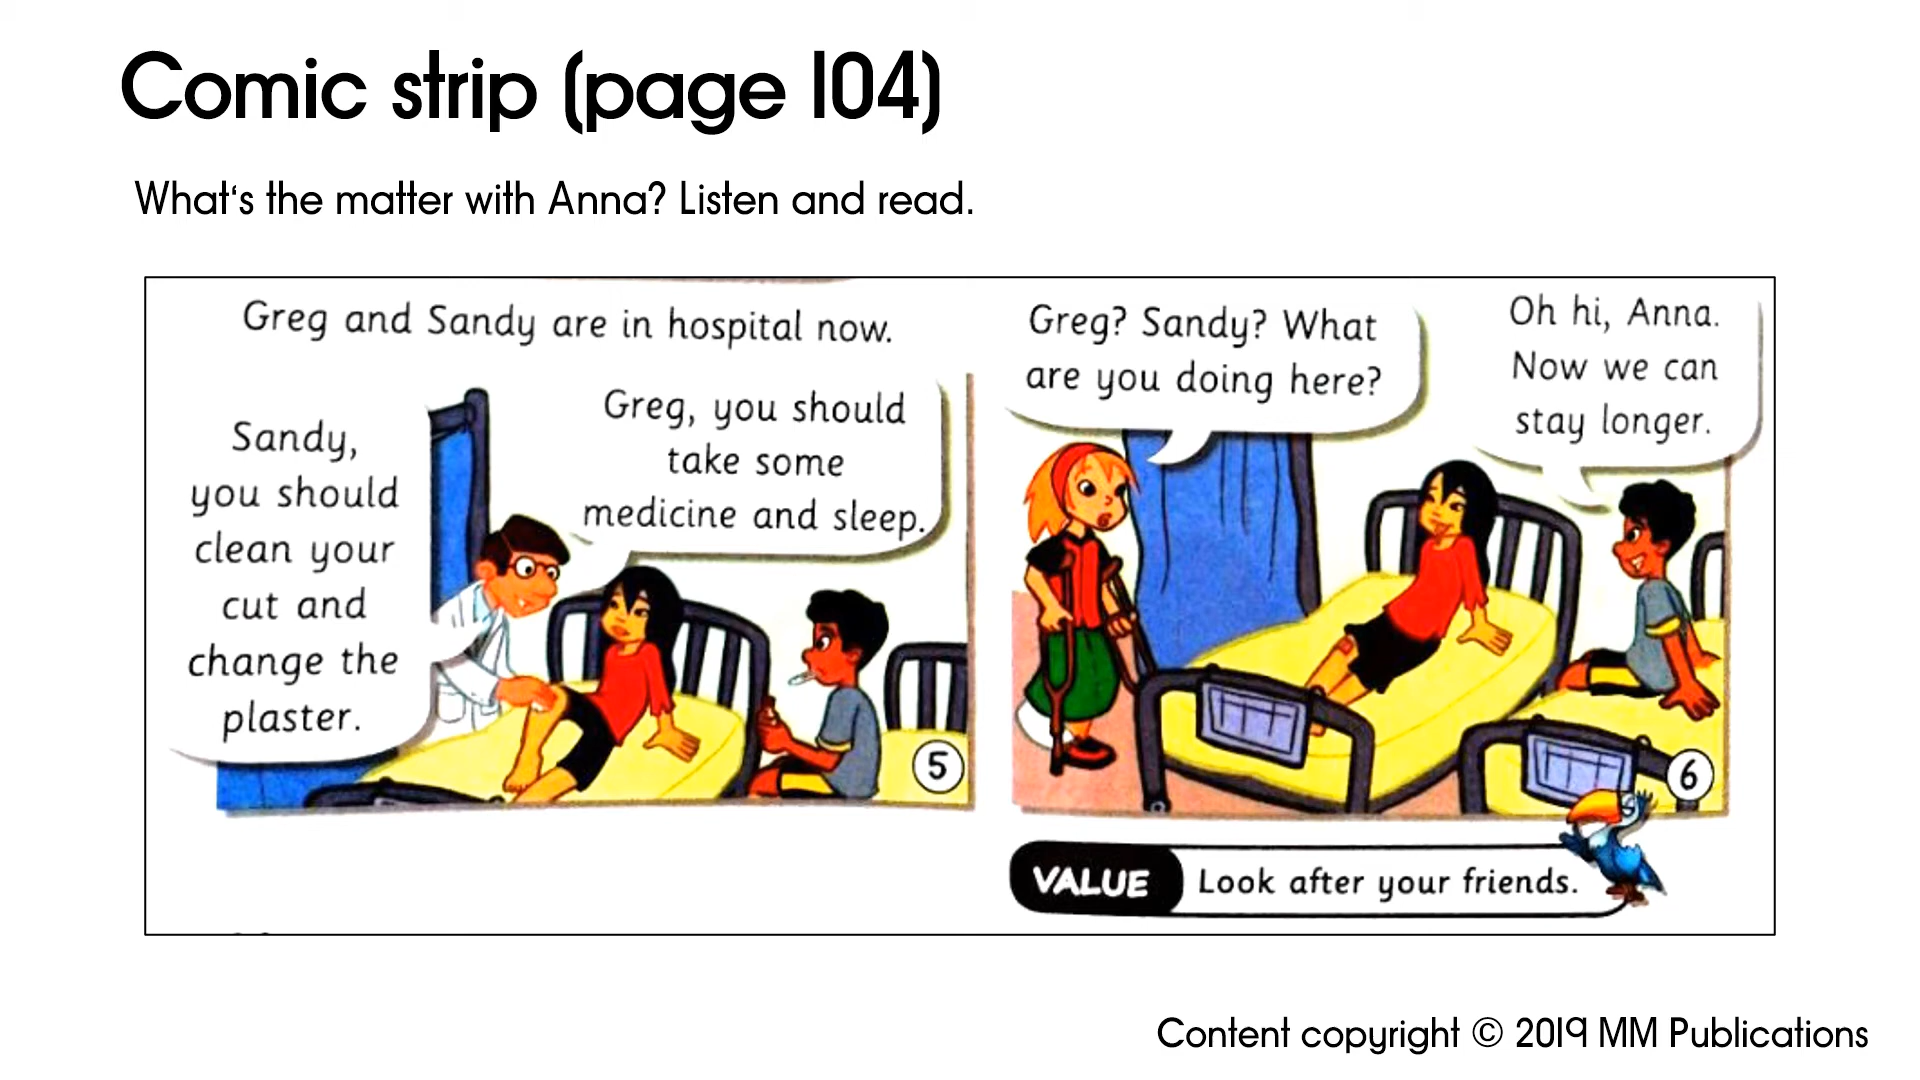 Comic strip (page 104)
What's the matter with Anna? Listen and read.
Greg and Sandy are in hospital now.
Sandy,
you should
clean your
cut and
change the
plaster.
Greg, you should
take some
medicine and sleep.
5
Greg? Sandy? What
are you doing here?
Oh hi, Anna.
Now we can
stay longer.
6
VALUE Look after your friends.
Content copyright © 2019 MM Publications